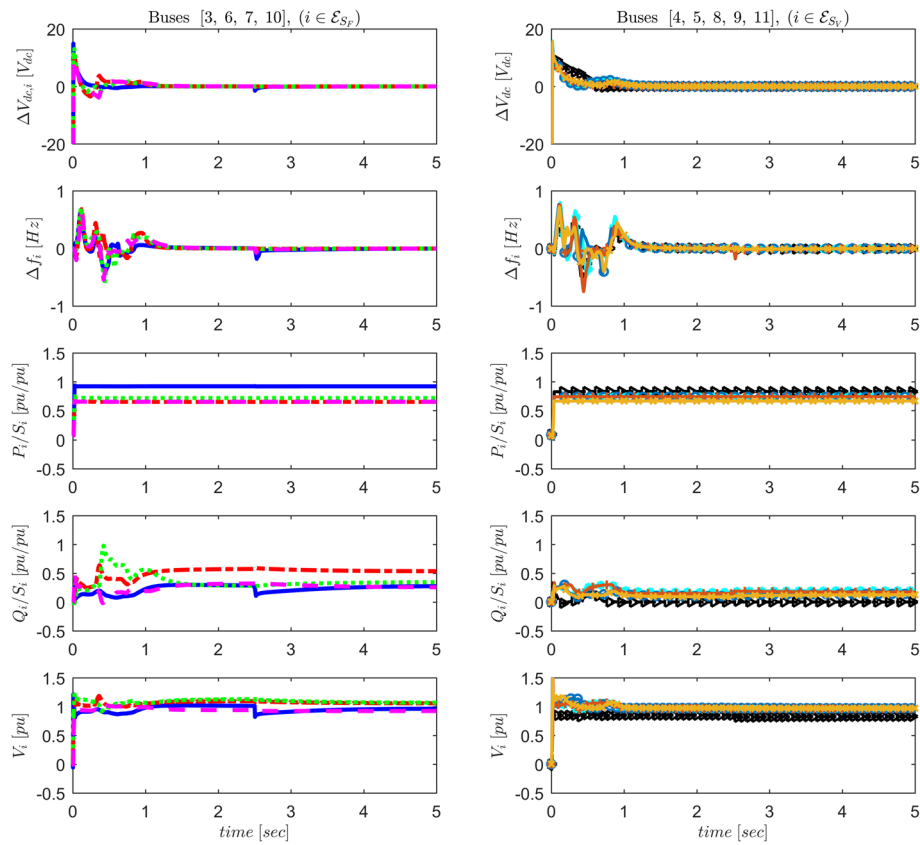 Buses [3, 6, 7, 10], (i ∈ ℰ_{S_F})
20
0
-20
ΔV_{dc,i} [V_{dc}]
0 1 2 3 4 5
1
0
-1
Δf_i [Hz]
0 1 2 3 4 5
1.5
1
0.5
0
-0.5
P_i/S_i [pu/pu]
0 1 2 3 4 5
1.5
1
0.5
0
-0.5
Q_i/S_i [pu/pu]
0 1 2 3 4 5
1.5
1
0.5
0
-0.5
V_i [pu]
0 1 2 3 4 5
time [sec]
Buses [4, 5, 8, 9, 11], (i ∈ ℰ_{S_V})
20
0
-20
ΔV_{dc} [V_{dc}]
0 1 2 3 4 5
1
0
-1
Δf_i [Hz]
0 1 2 3 4 5
1.5
1
0.5
0
-0.5
P_i/S_i [pu/pu]
0 1 2 3 4 5
1.5
1
0.5
0
-0.5
Q_i/S_i [pu/pu]
0 1 2 3 4 5
1.5
1
0.5
0
-0.5
V_i [pu]
0 1 2 3 4 5
time [sec]